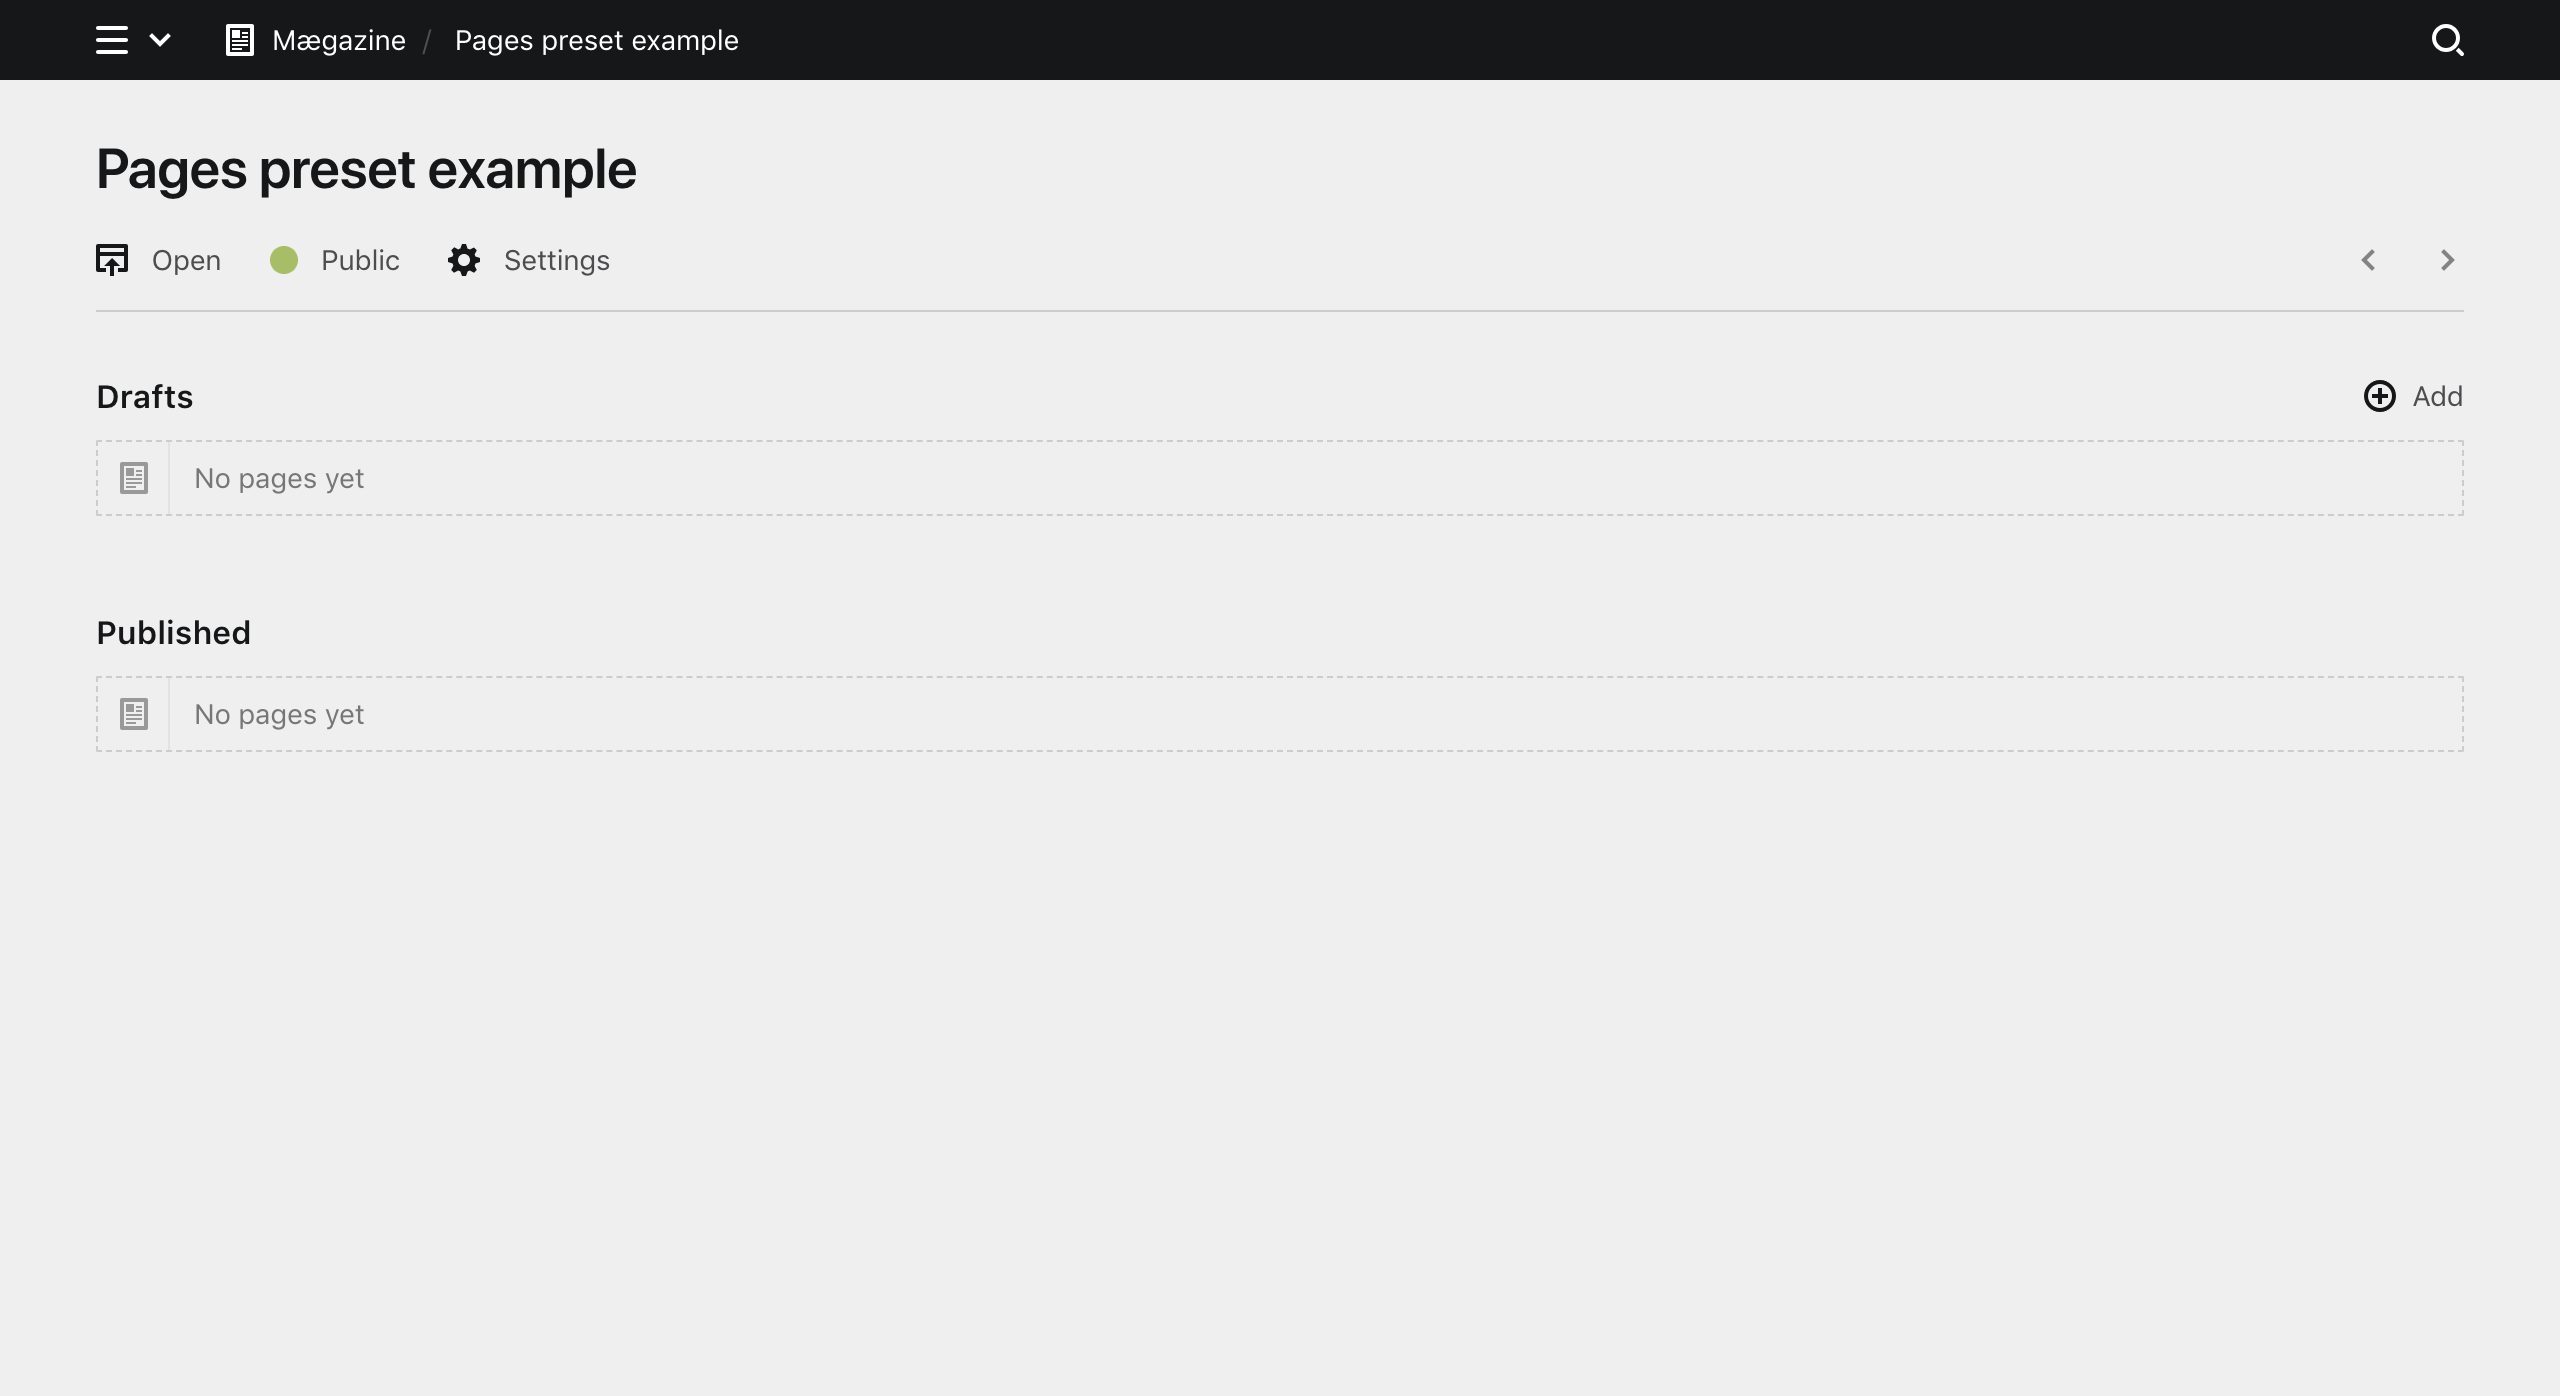 Mægazine / Pages preset example
Pages preset example
Open Public Settings
Drafts Add
No pages yet
Published
No pages yet